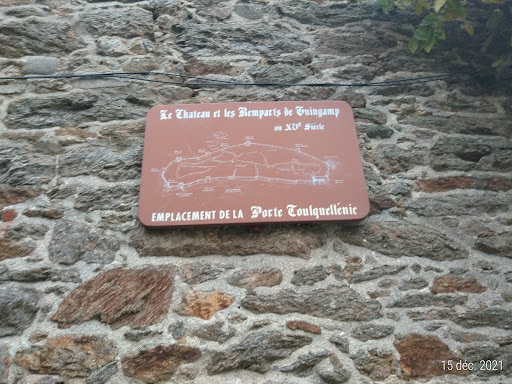 Le Chateau et les Remparts de Guingamp
au XVe Siècle
EMPLACEMENT DE LA Porte Toulquellénic
15 déc. 2021